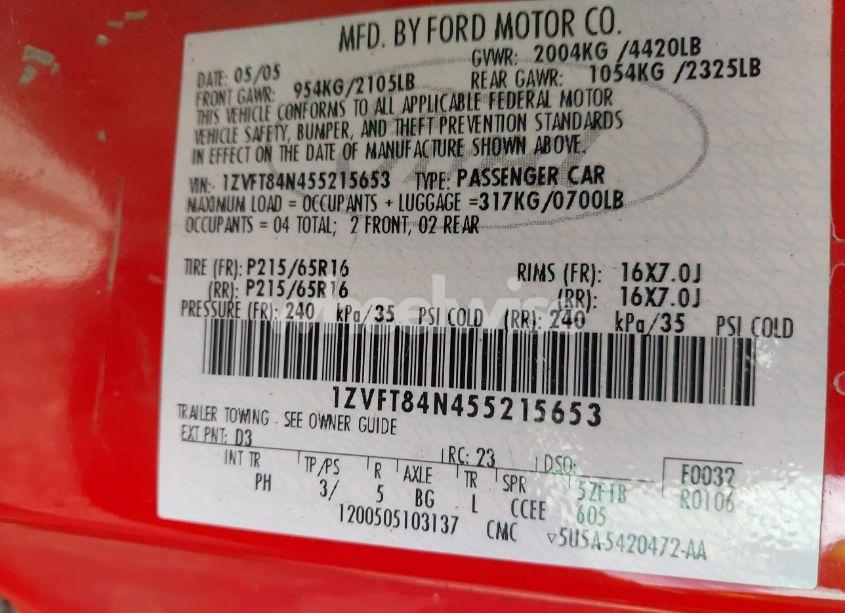 MFD. BY FORD MOTOR CO.
DATE: 05/05 GVWR: 2004KG /4420LB
FRONT GAWR: 954KG/2105LB REAR GAWR: 1054KG /2325LB
THIS VEHICLE CONFORMS TO ALL APPLICABLE FEDERAL MOTOR
VEHICLE SAFETY, BUMPER, AND THEFT PREVENTION STANDARDS
IN EFFECT ON THE DATE OF MANUFACTURE SHOWN ABOVE.
VIN: 1ZVFT84N455215653 TYPE: PASSENGER CAR
MAXIMUM LOAD = OCCUPANTS + LUGGAGE =317KG/0700LB
OCCUPANTS = 04 TOTAL; 2 FRONT, 02 REAR
TIRE (FR): P215/65R16 RIMS (FR): 16X7.0J
(RR): P215/65R16 (RR): 16X7.0J
PRESSURE (FR): 240 kPa/35 PSI COLD (RR): 240 kPa/35 PSI COLD
1ZVFT84N455215653
TRAILER TOWING - SEE OWNER GUIDE
EXT PNT: D3 RC: 23 DSO: F0032
INT TR TP/PS R AXLE TR SPR 5ZF1B R0106
PH 3/ 5 BG L CCEE 605
1200505103137 CMC ▽5U5A-5420472-AA